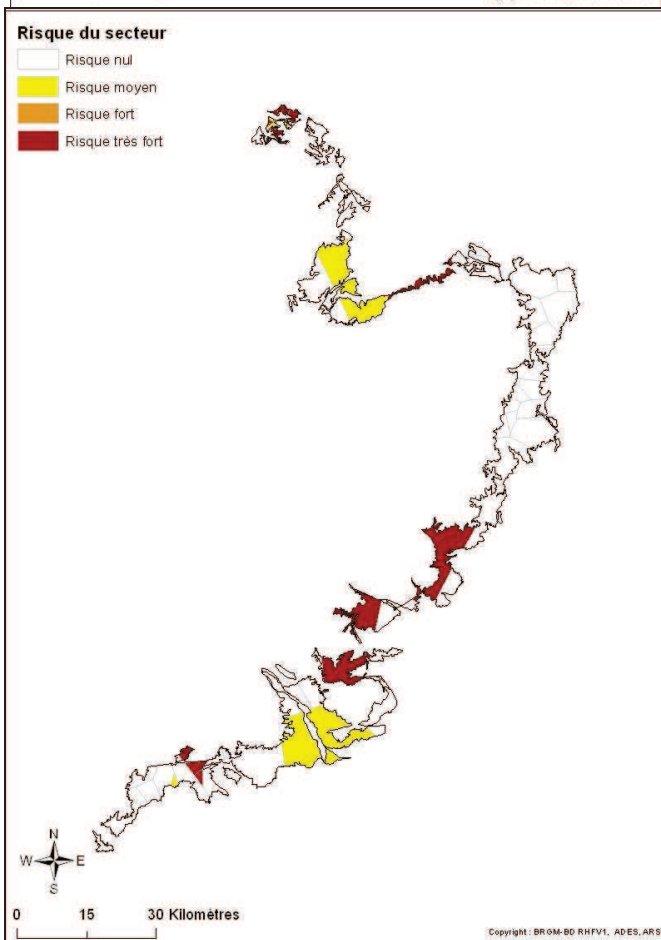 Risque du secteur
Risque nul
Risque moyen
Risque fort
Risque très fort
N
W E
S
0 15 30 Kilomètres
Copyright : BRGM-BD RHFV1, ADES, ARS